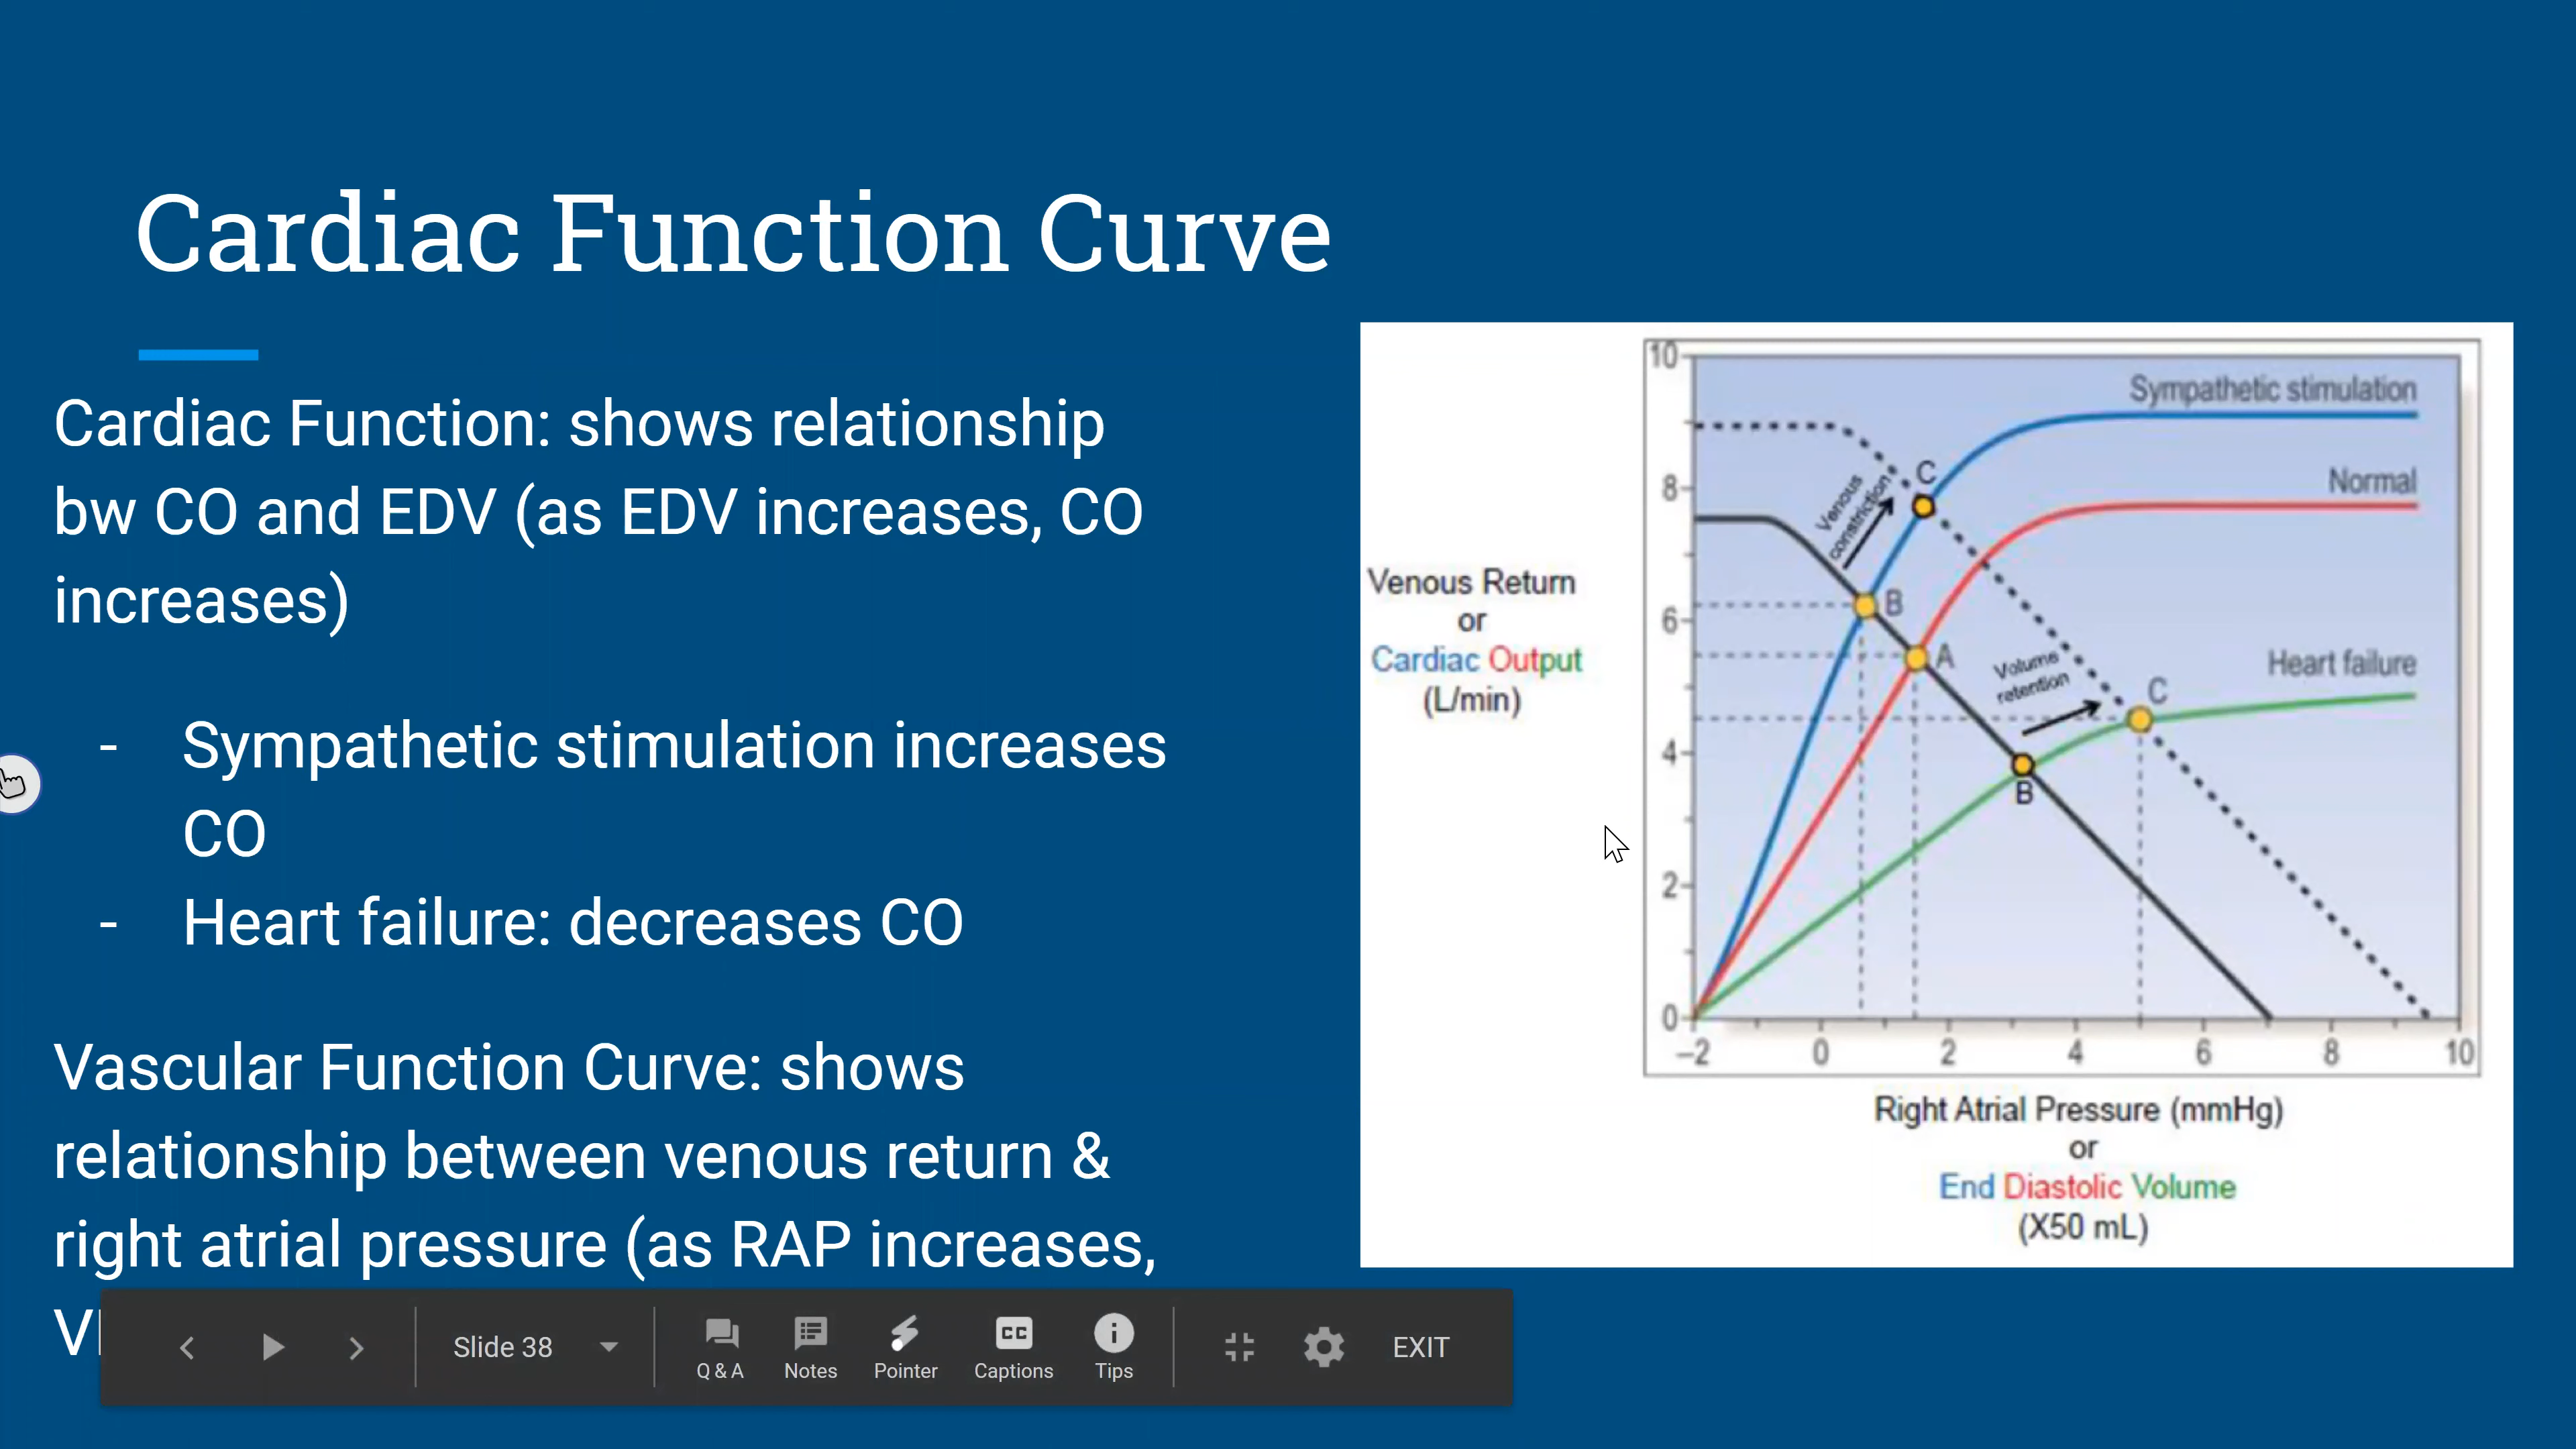 Cardiac Function Curve
Cardiac Function: shows relationship
bw CO and EDV (as EDV increases, CO
increases)
- Sympathetic stimulation increases
CO
- Heart failure: decreases CO
Vascular Function Curve: shows
relationship between venous return &
right atrial pressure (as RAP increases,
Venous Return
or
Cardiac Output
(L/min)
10
8
6
4
2
0
Sympathetic stimulation
Normal
Heart failure
Venous
constriction
C
B
A
Volume
retention
C
B
-2 0 2 4 6 8 10
Right Atrial Pressure (mmHg)
or
End Diastolic Volume
(X50 mL)
Slide 38
Q & A
Notes
Pointer
CC
Captions
Tips
EXIT